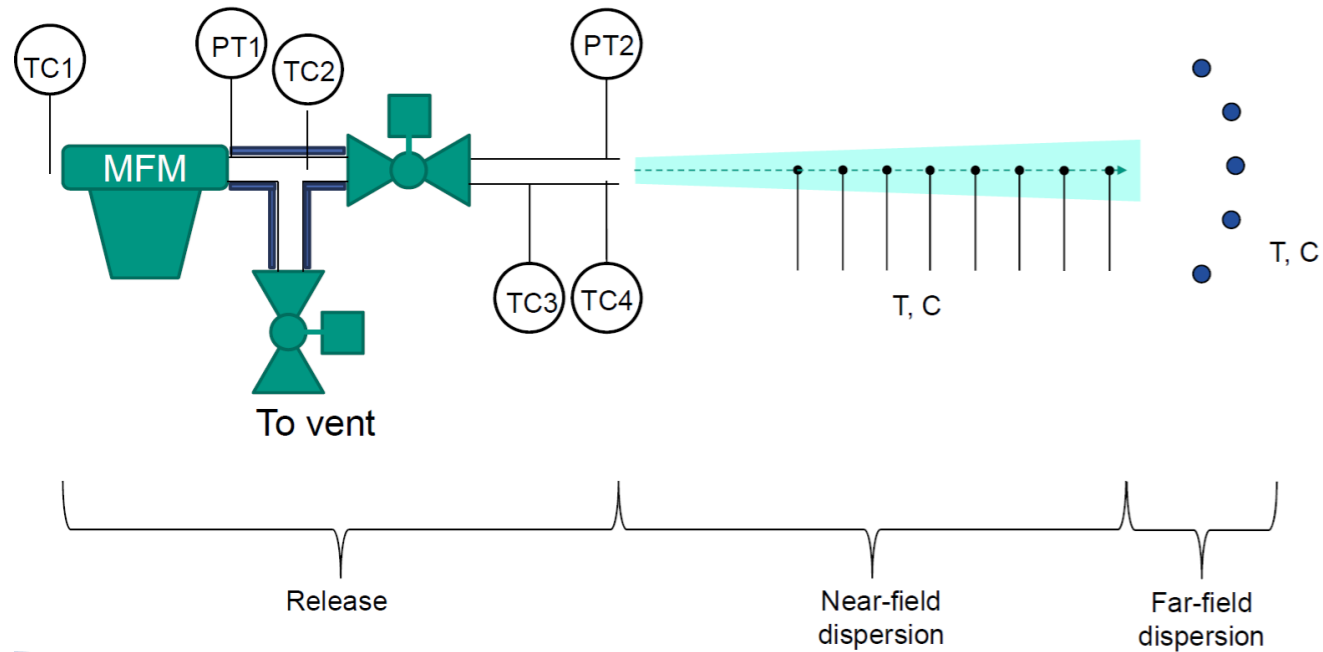 TC1
PT1
TC2
PT2
MFM
TC3
TC4
T, C
T, C
To vent
Release
Near-field
dispersion
Far-field
dispersion